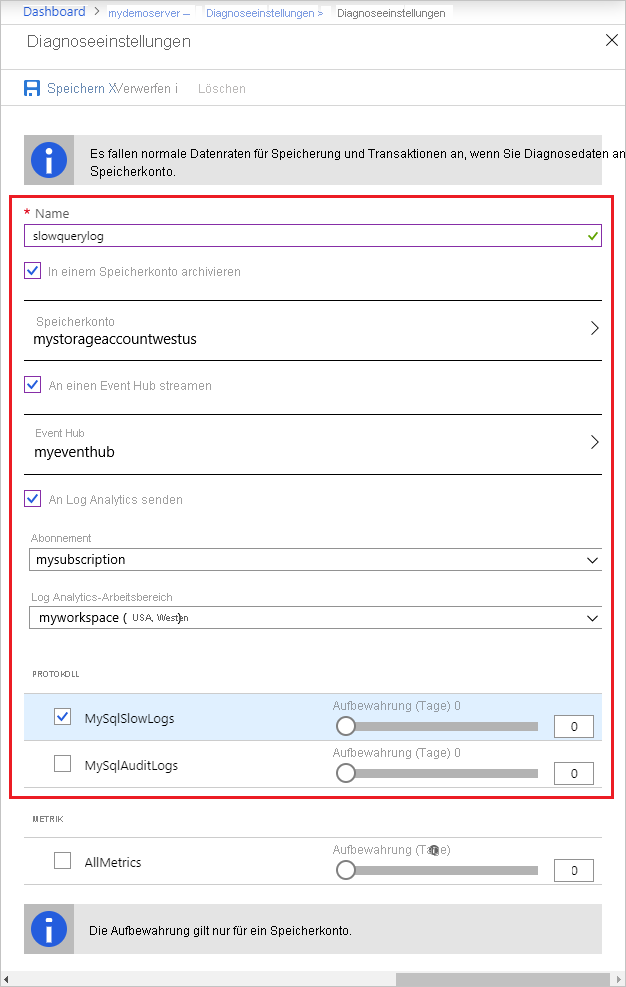 Dashboard > mydemoserver – Diagnoseeinstellungen > Diagnoseeinstellungen
Diagnoseeinstellungen
Speichern XVerwerfen i Löschen
Es fallen normale Datenraten für Speicherung und Transaktionen an, wenn Sie Diagnosedaten an
Speicherkonto.
* Name
slowquerylog
In einem Speicherkonto archivieren
Speicherkonto
mystorageaccountwestus
An einen Event Hub streamen
Event Hub
myeventhub
An Log Analytics senden
Abonnement
mysubscription
Log Analytics-Arbeitsbereich
myworkspace ( USA, Westen)
PROTOKOLL
Aufbewahrung (Tage) 0
MySqlSlowLogs 0
Aufbewahrung (Tage) 0
MySqlAuditLogs 0
METRIK
Aufbewahrung (Tage)
AllMetrics 0
Die Aufbewahrung gilt nur für ein Speicherkonto.